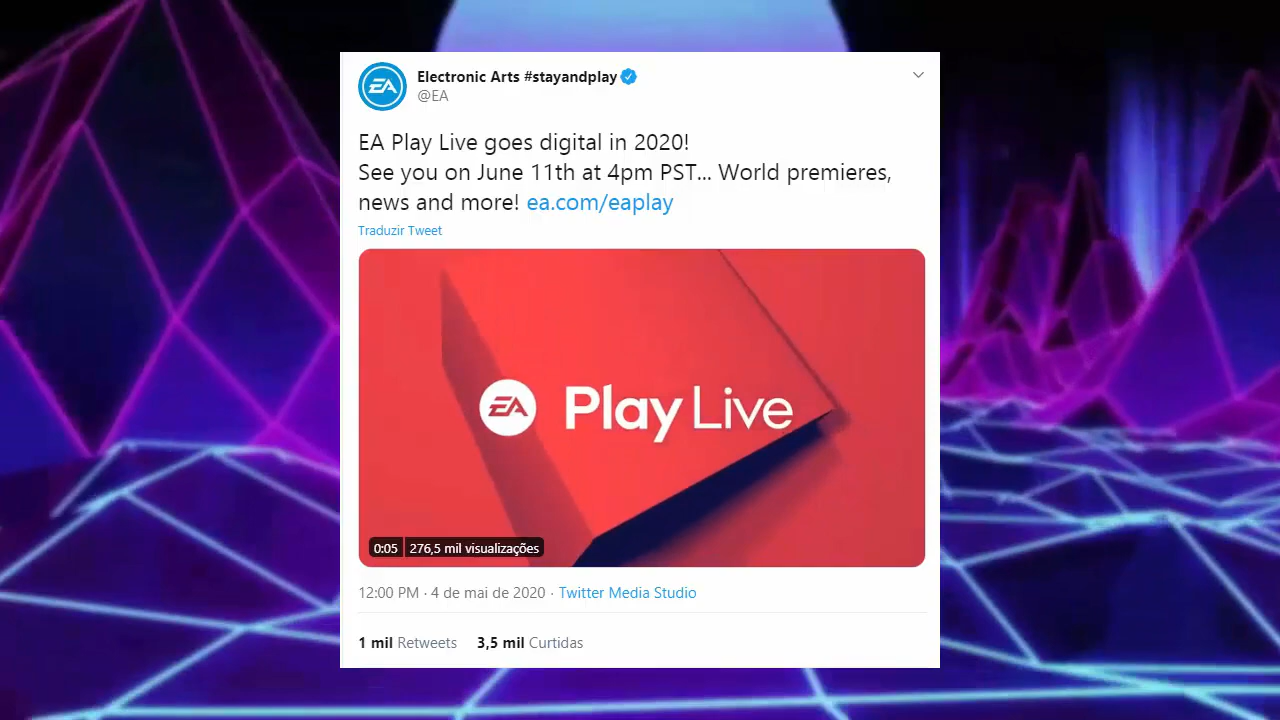 EA
Electronic Arts #stayandplay
@EA
EA Play Live goes digital in 2020!
See you on June 11th at 4pm PST... World premieres,
news and more! ea.com/eaplay
Traduzir Tweet
EA Play Live
0:05 276,5 mil visualizações
12:00 PM · 4 de mai de 2020 · Twitter Media Studio
1 mil Retweets 3,5 mil Curtidas